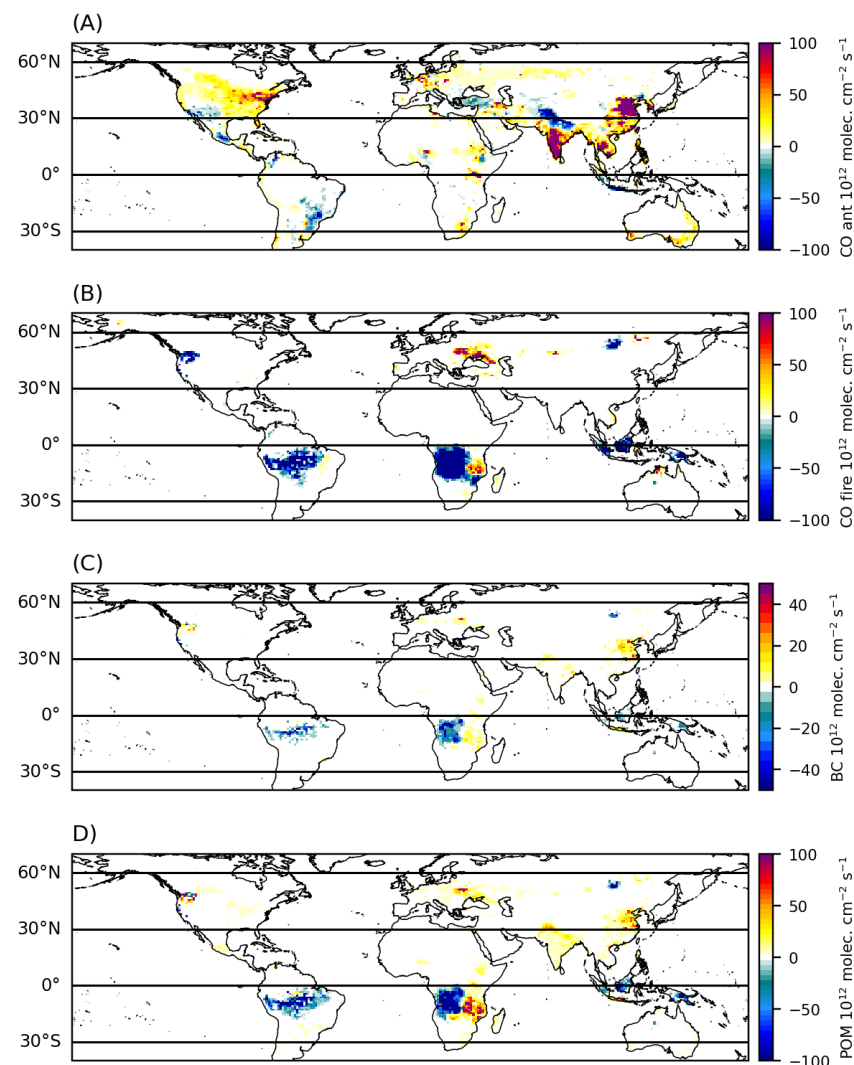 (A)
60°N
30°N
0°
30°S
100
50
0
−50
−100
CO ant 10¹² molec. cm⁻² s⁻¹
(B)
60°N
30°N
0°
30°S
100
50
0
−50
−100
CO fire 10¹² molec. cm⁻² s⁻¹
(C)
60°N
30°N
0°
30°S
40
20
0
−20
−40
BC 10¹² molec. cm⁻² s⁻¹
D)
60°N
30°N
0°
30°S
100
50
0
−50
−100
POM 10¹² molec. cm⁻² s⁻¹